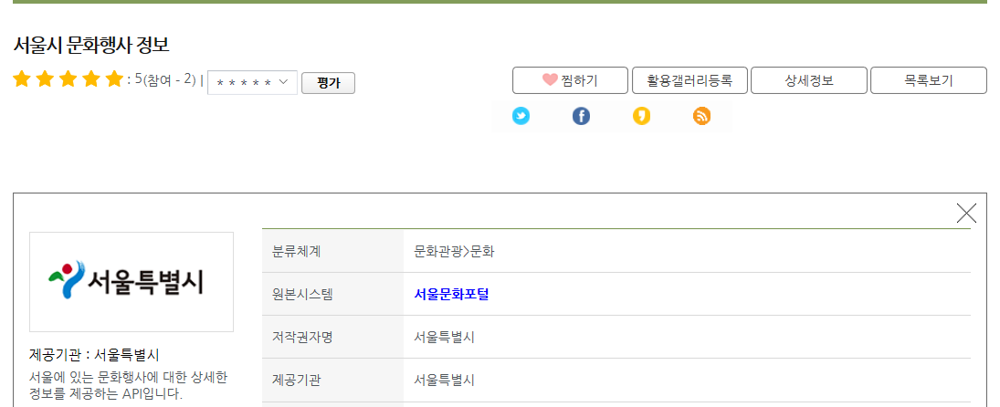 서울시 문화행사 정보
: 5(참여 - 2) | * * * * * 평가
찜하기 활용갤러리등록 상세정보 목록보기
서울특별시
제공기관 : 서울특별시
서울에 있는 문화행사에 대한 상세한
정보를 제공하는 API입니다.
분류체계 문화관광>문화
원본시스템 서울문화포털
저작권자명 서울특별시
제공기관 서울특별시